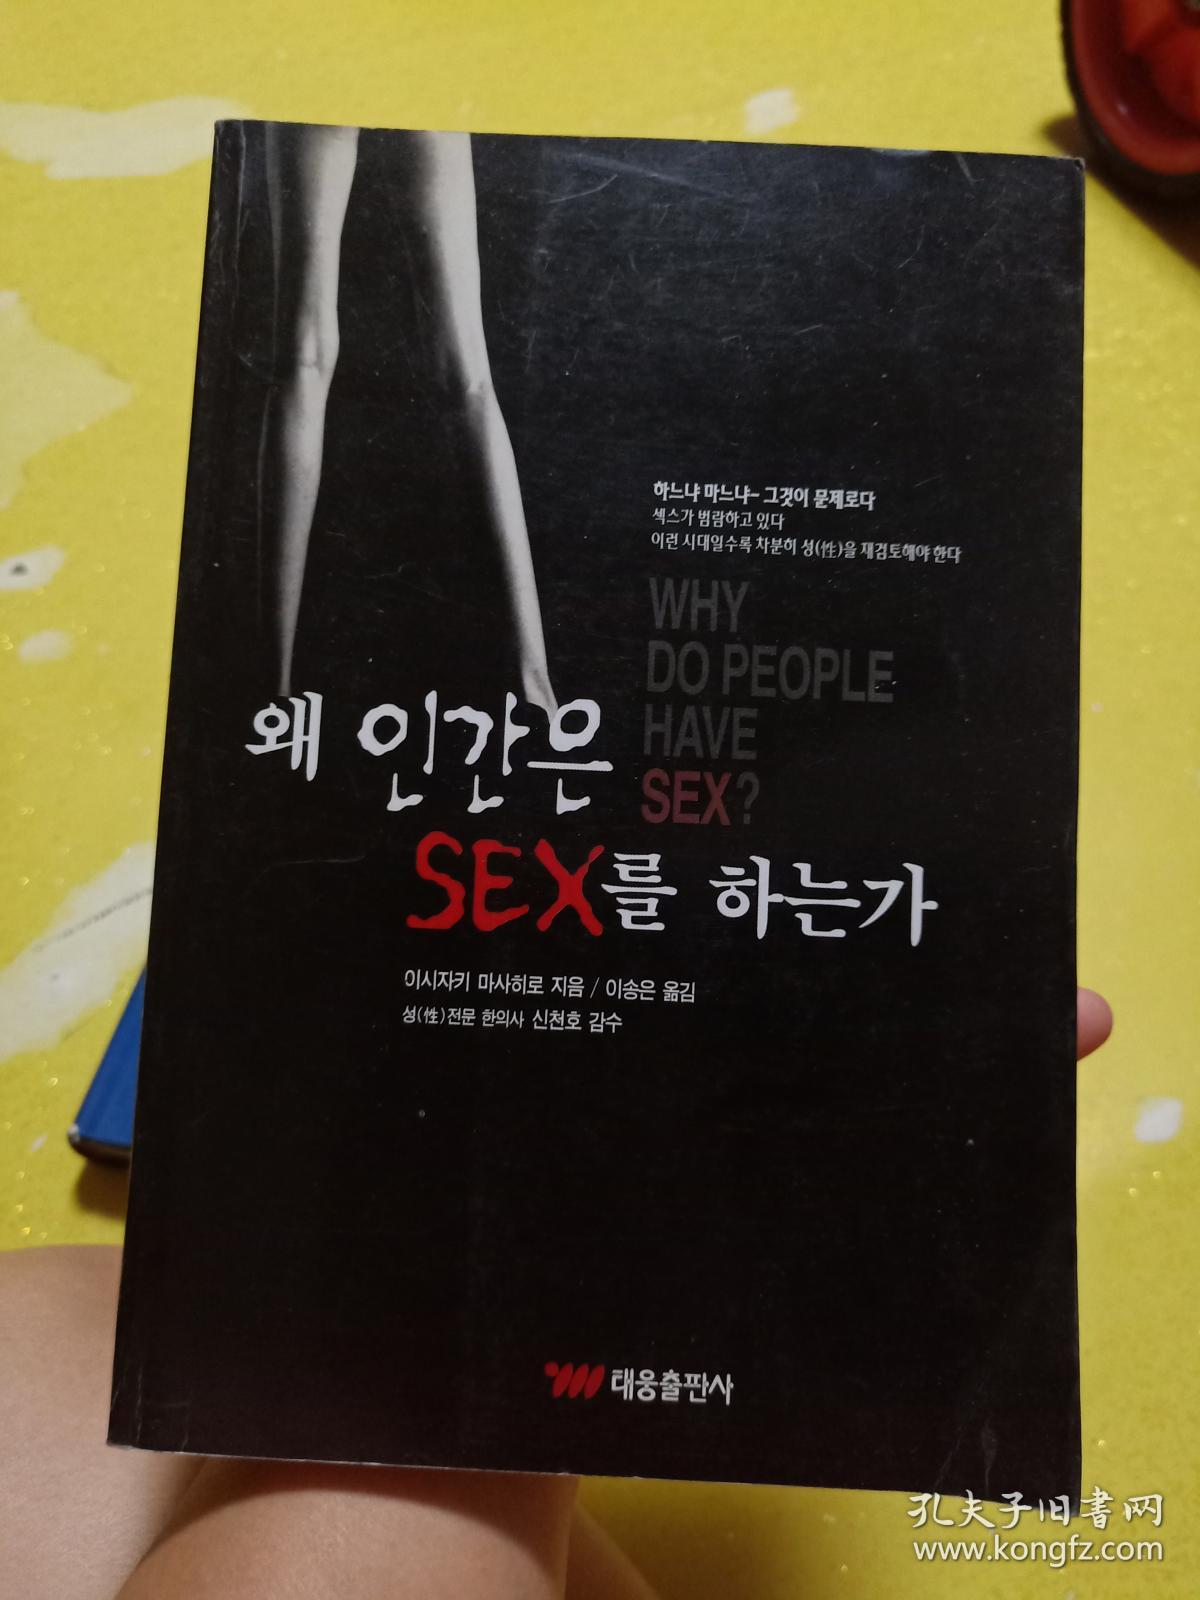 하느냐 마느냐- 그것이 문제로다
섹스가 범람하고 있다
이런 시대일수록 차분히 성(性)을 재검토해야 한다
WHY
DO PEOPLE
HAVE
SEX?
왜 인간은
SEX를 하는가
이시자키 마사히로 지음 / 이송은 옮김
성(性)전문 한의사 신천호 감수
태웅출판사
孔夫子旧书网
www.kongfz.com